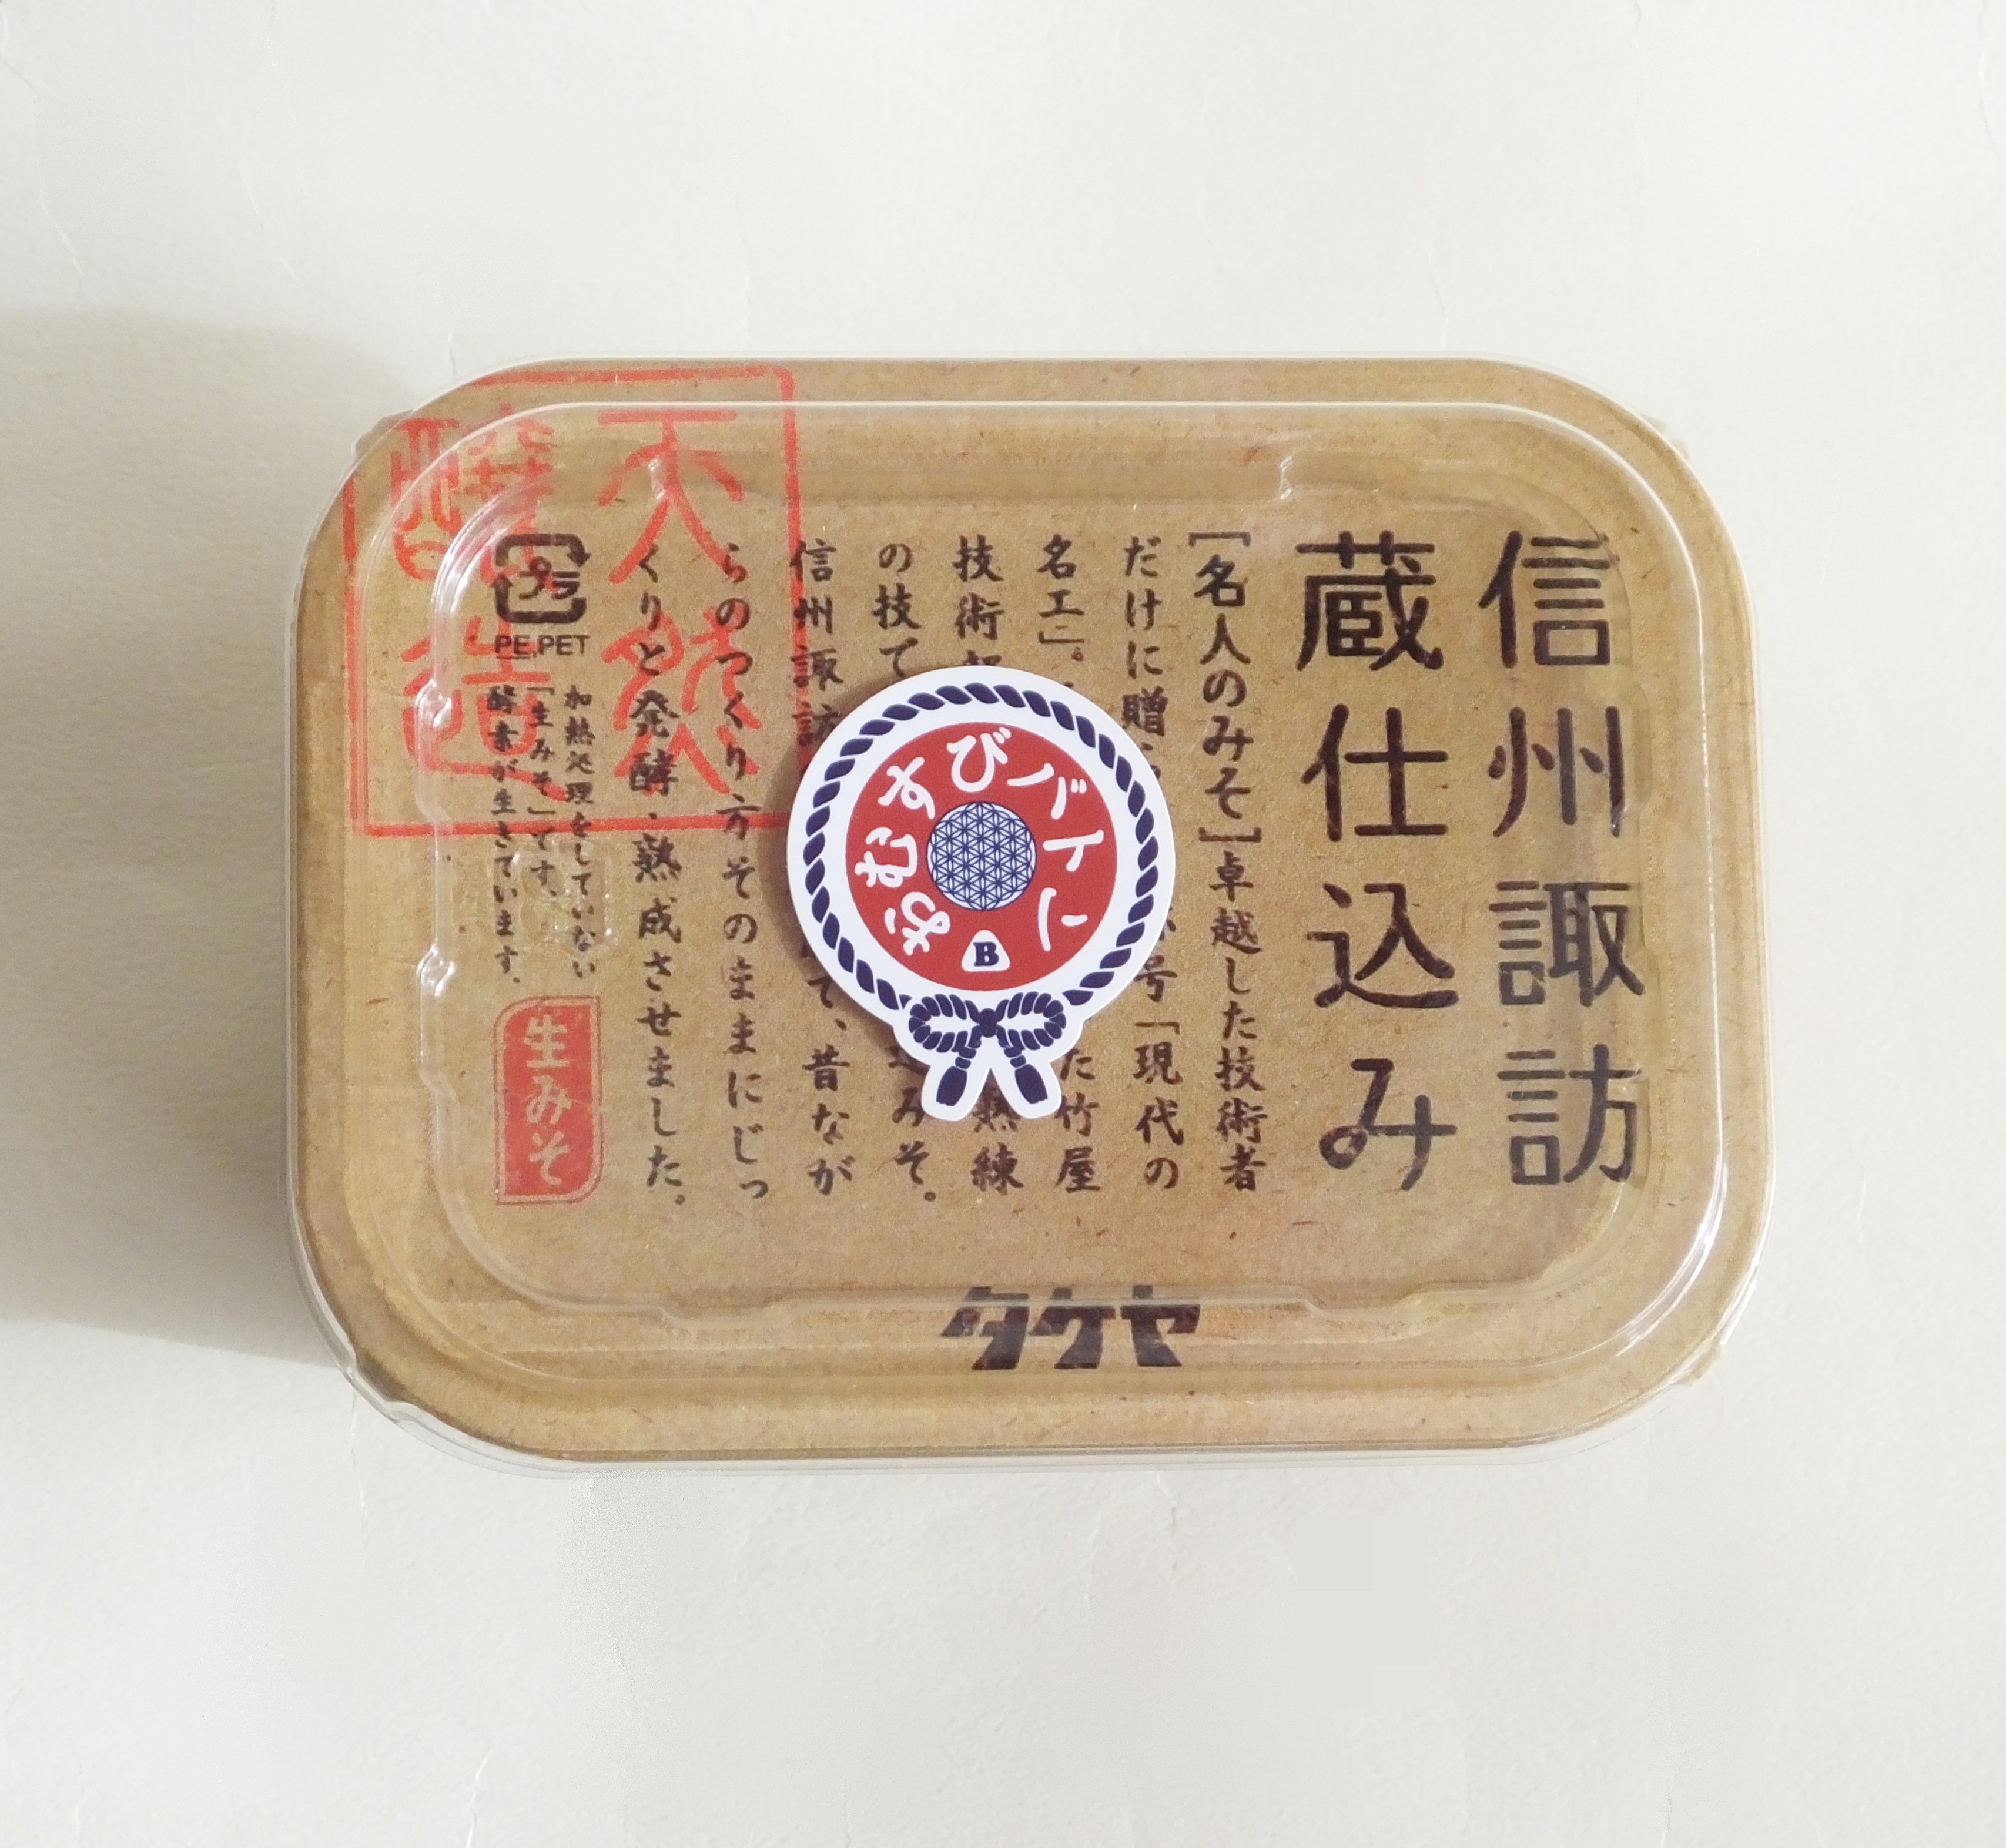 信州諏訪
蔵仕込み
[名人のみそ]卓越した技術者
だけに贈 号「現代の
名工」。 た竹屋
技術 熟練
の技で みそ。
信州諏訪 て、昔なが
らのつくり方そのままにじっ
くりと発酵・熟成させました。
天然
醸造
プラ
PE,PET
加熱処理をしていない
「生みそ」です。
酵素が生きています。
生みそ
おむすびバイト
B
タケヤ